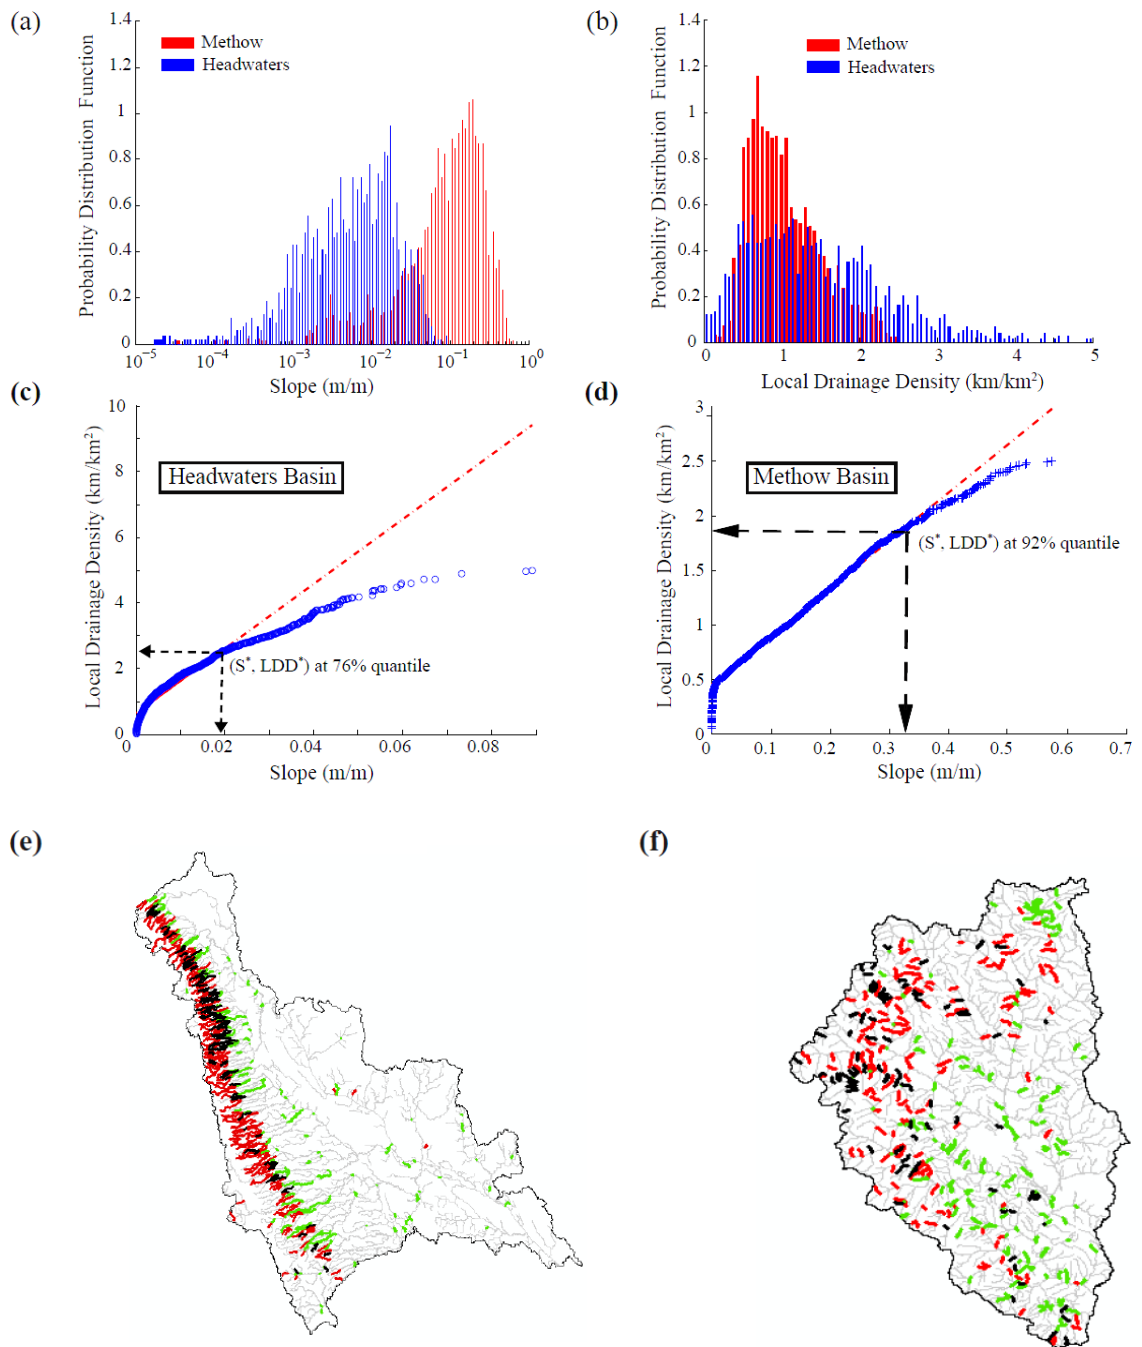 (a)
1.4
1.2
1
0.8
0.6
0.4
0.2
0
Probability Distribution Function
Methow
Headwaters
10⁻⁵ 10⁻⁴ 10⁻³ 10⁻² 10⁻¹ 10⁰
Slope (m/m)
(b)
1.4
1.2
1
0.8
0.6
0.4
0.2
0
Probability Distribution Function
Methow
Headwaters
0 1 2 3 4 5
Local Drainage Density (km/km²)
(c)
10
8
6
4
2
0
Local Drainage Density (km/km²)
Headwaters Basin
(S*, LDD*) at 76% quantile
0 0.02 0.04 0.06 0.08
Slope (m/m)
(d)
3
2.5
2
1.5
1
0.5
0
Local Drainage Density (km/km²)
Methow Basin
(S*, LDD*) at 92% quantile
0 0.1 0.2 0.3 0.4 0.5 0.6 0.7
Slope (m/m)
(e)
(f)